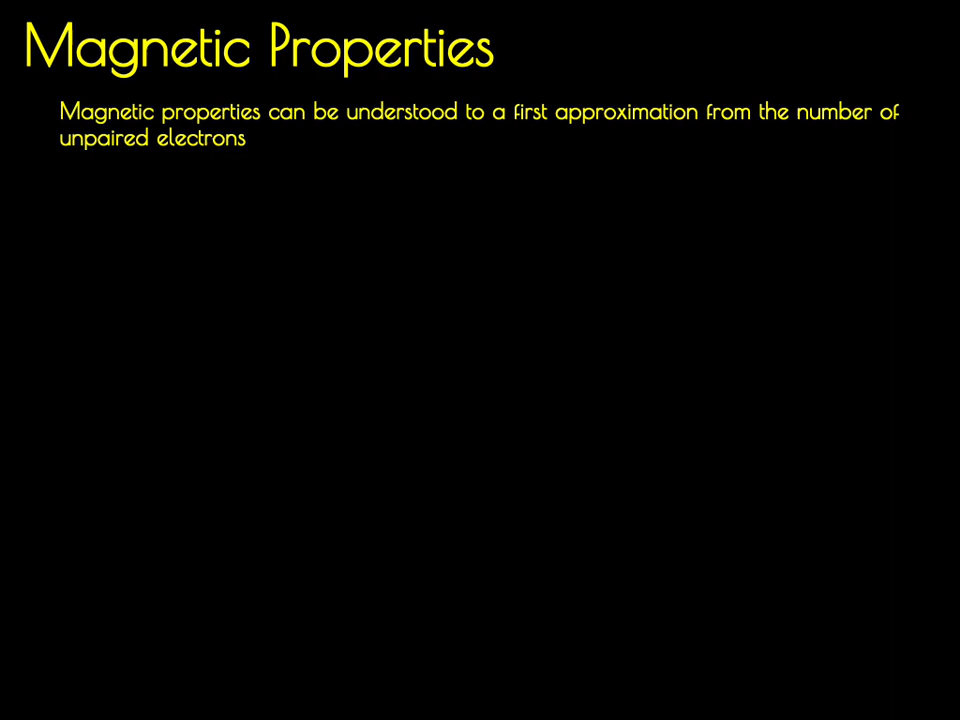 Magnetic Properties
Magnetic properties can be understood to a first approximation from the number of
unpaired electrons